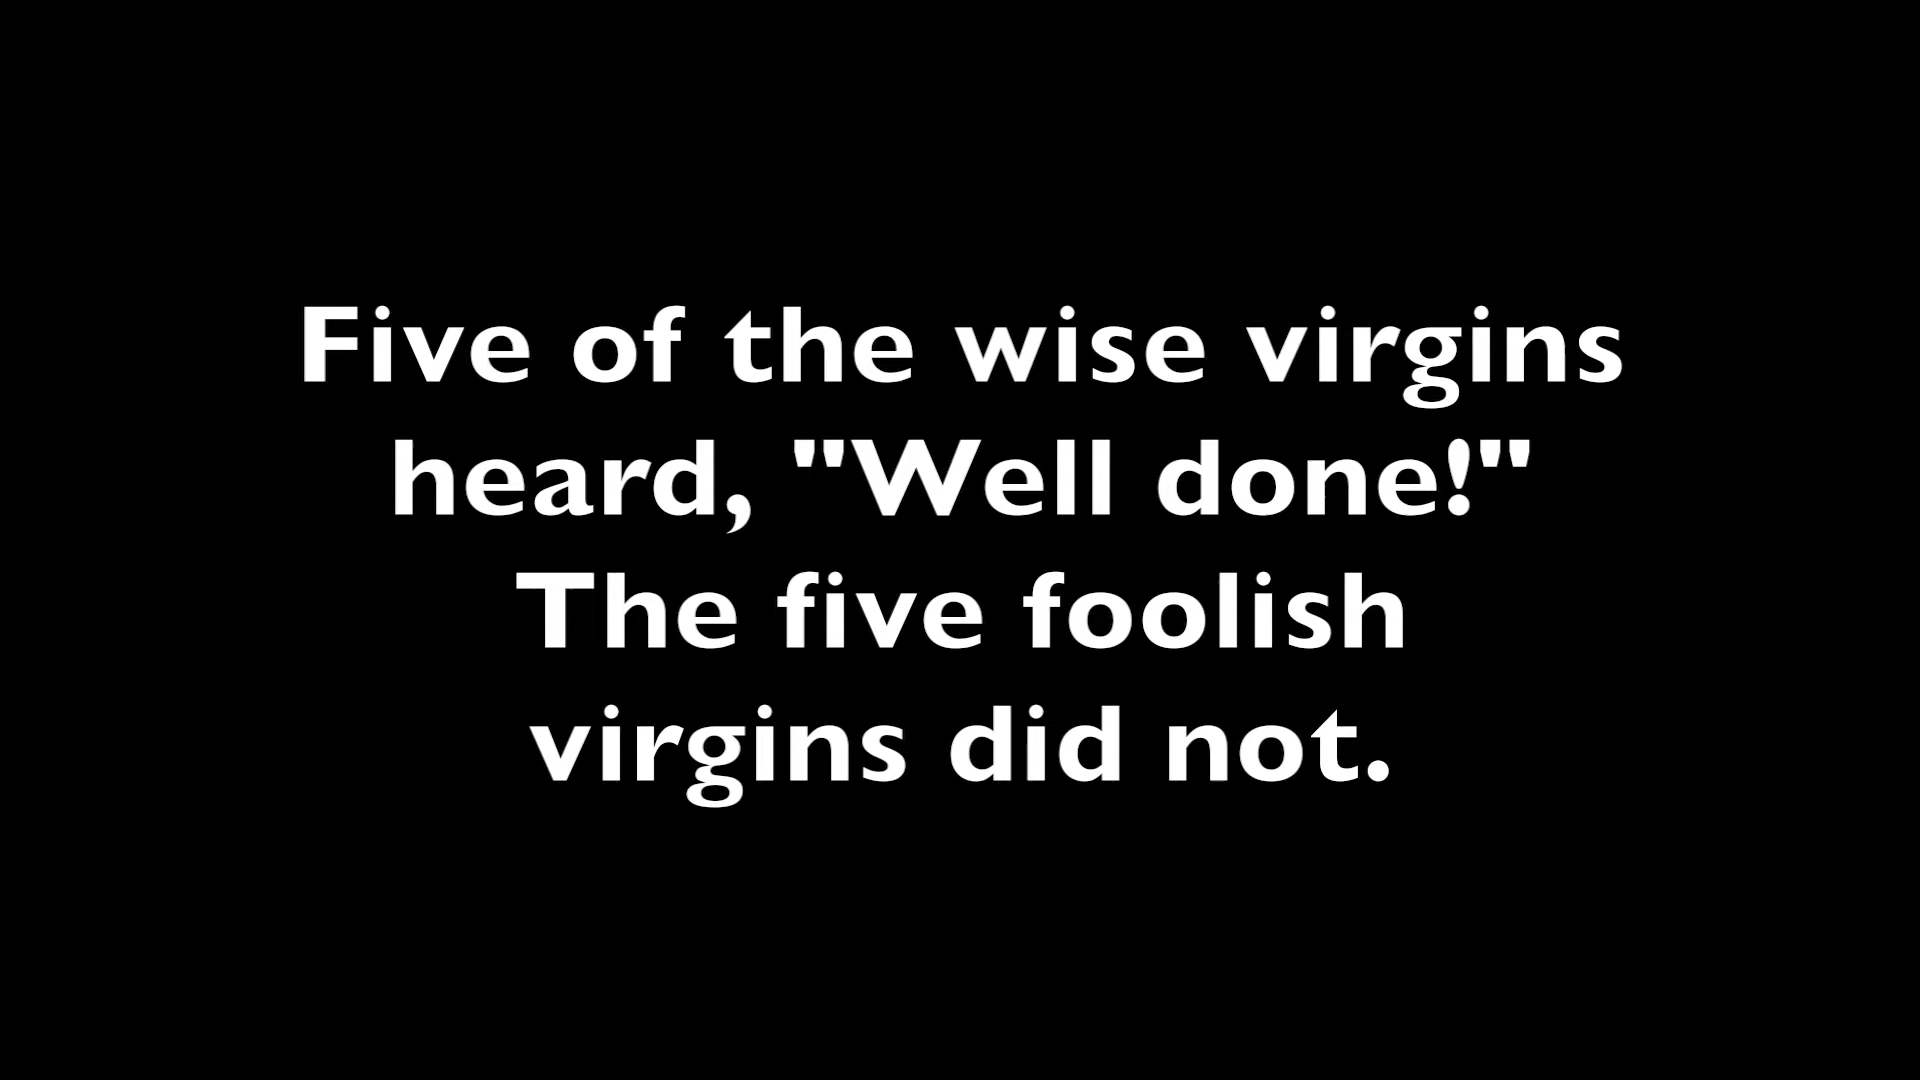 Five of the wise virgins
heard, "Well done!"
The five foolish
virgins did not.